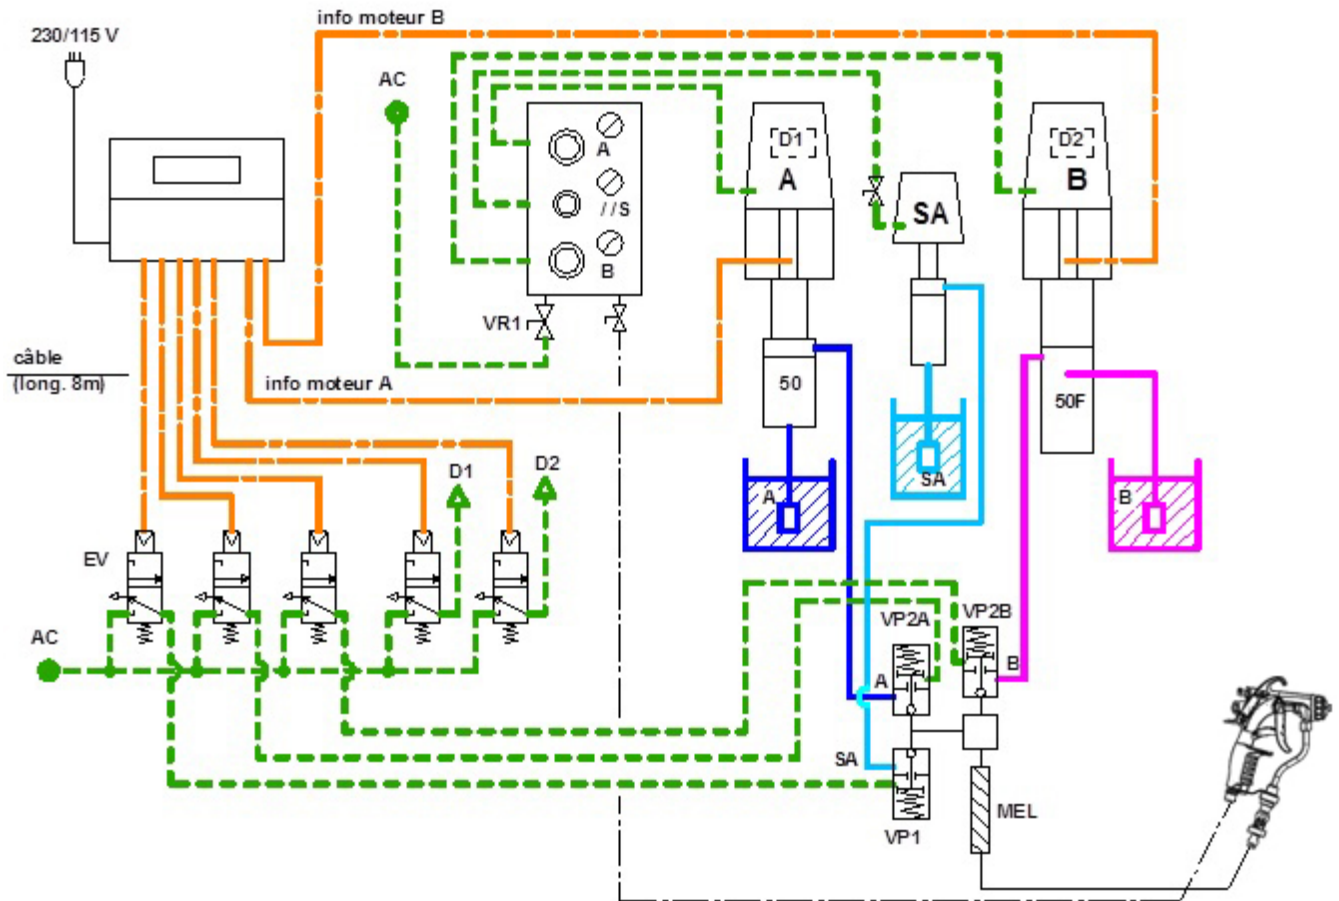 info moteur B
230/115 V
AC
A
//S
B
VR1
D1
A
SA
D2
B
câble
(long. 8m)
info moteur A
50
50F
D1
D2
A
SA
B
EV
AC
VP2A
VP2B
A
B
SA
VP1
MEL